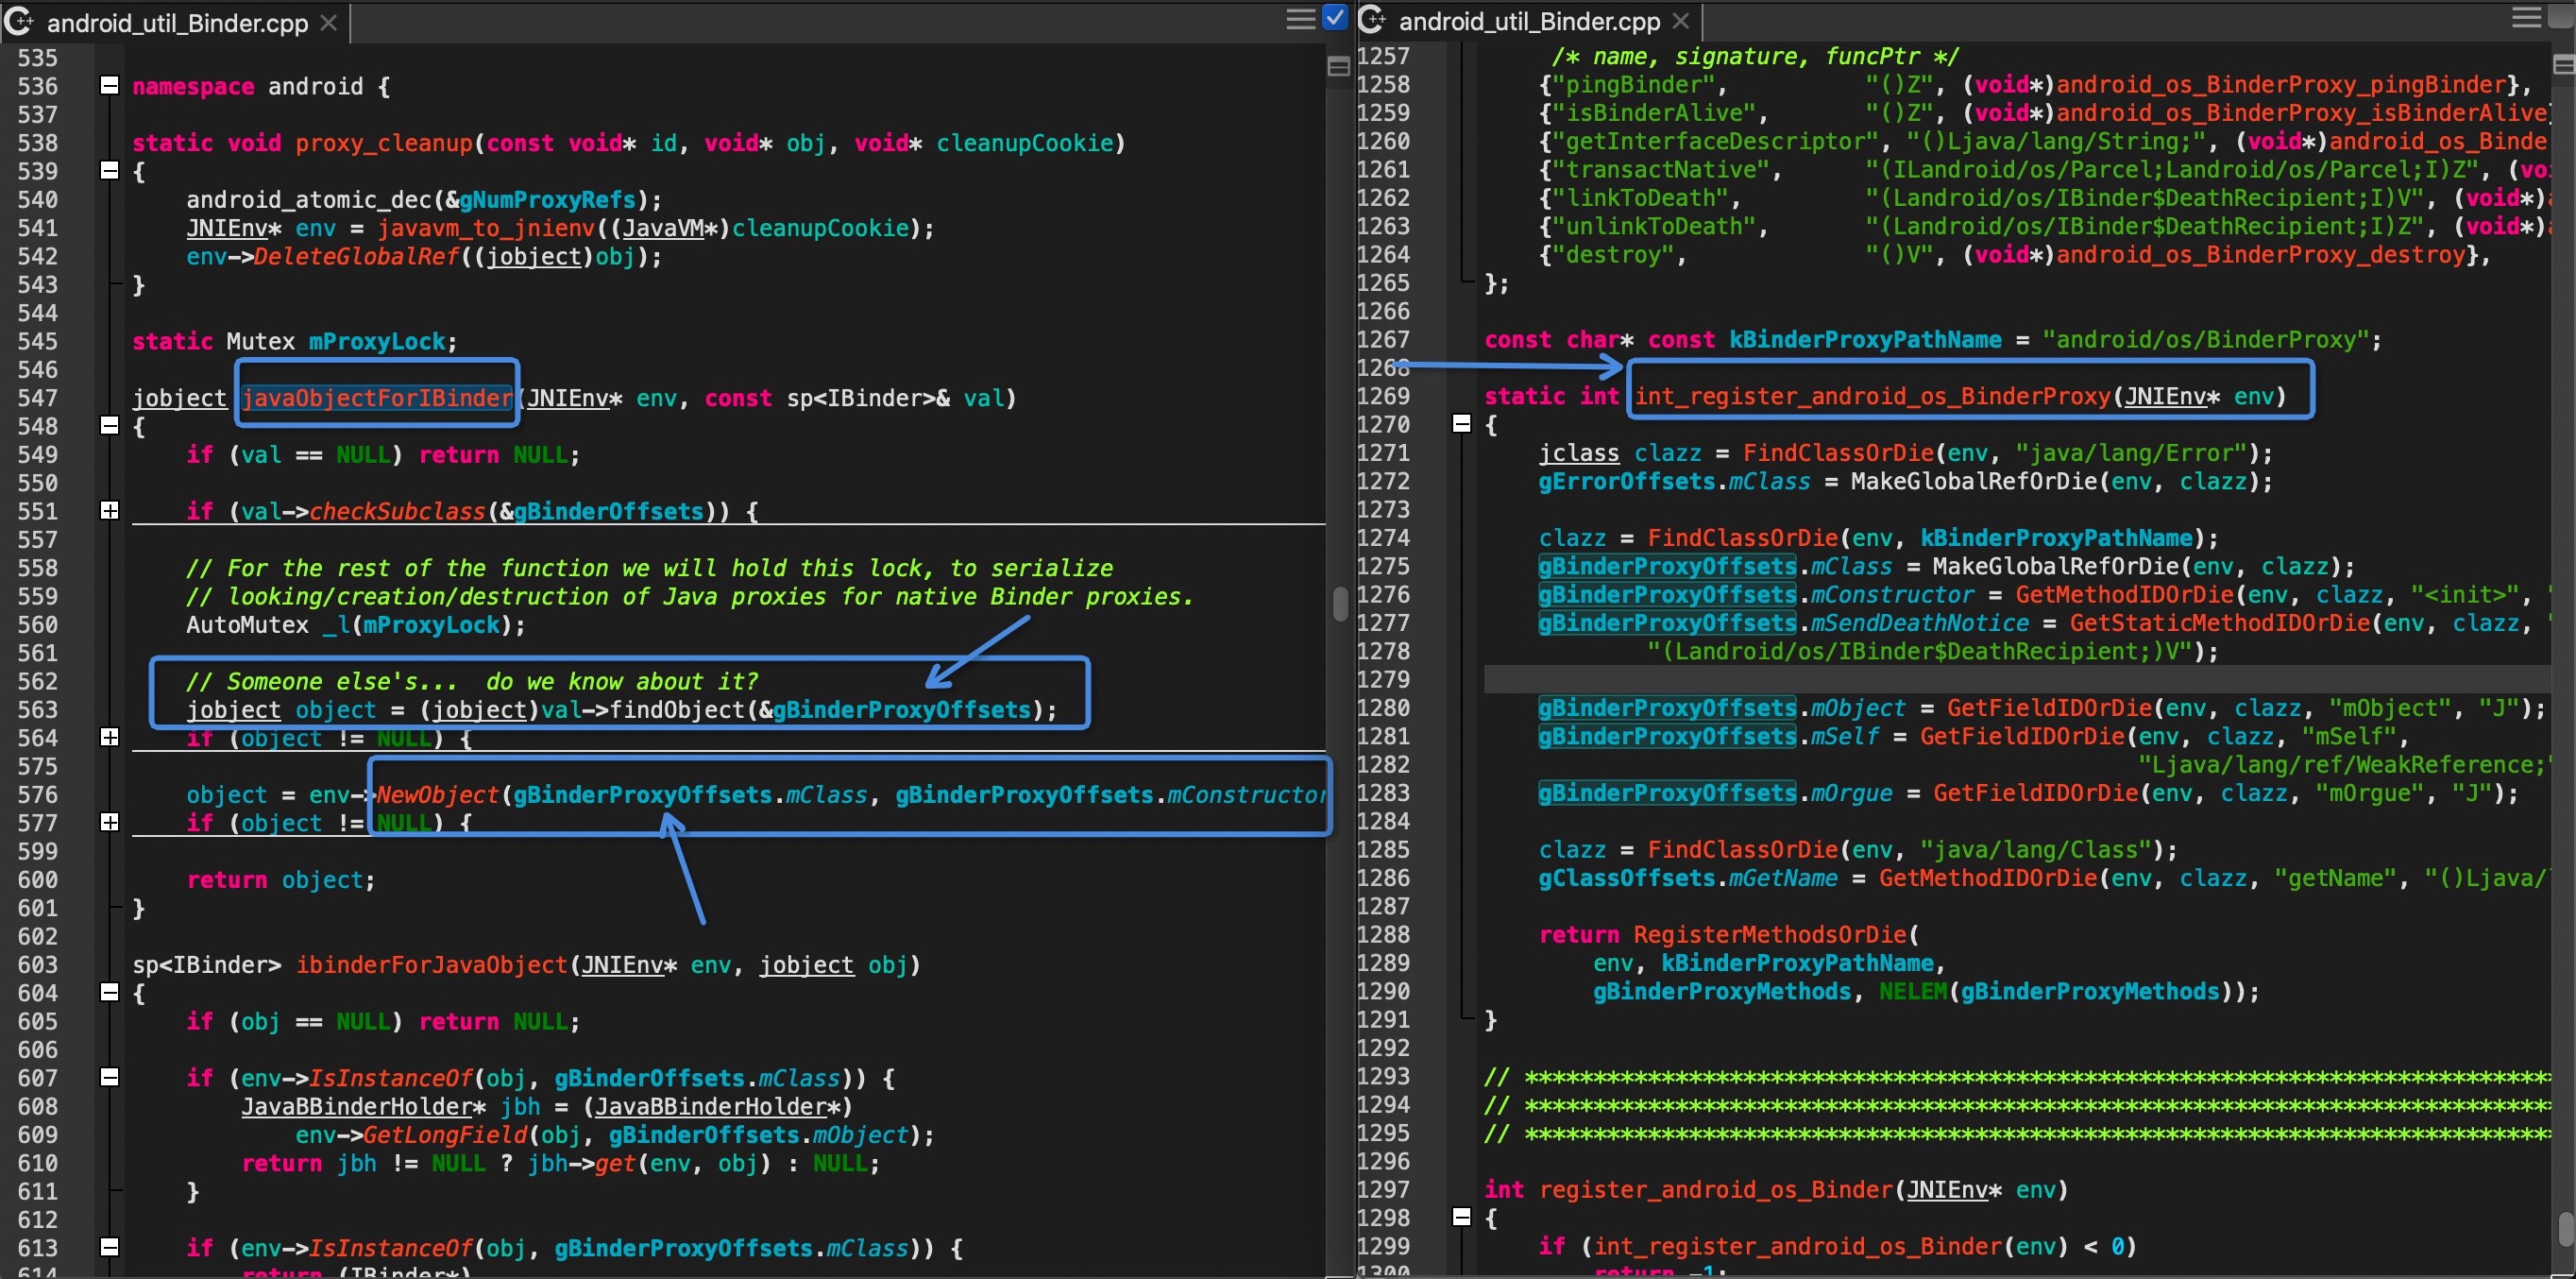 android_util_Binder.cpp
535
536 namespace android {
537
538 static void proxy_cleanup(const void* id, void* obj, void* cleanupCookie)
539 {
540     android_atomic_dec(&gNumProxyRefs);
541     JNIEnv* env = javavm_to_jnienv((JavaVM*)cleanupCookie);
542     env->DeleteGlobalRef((jobject)obj);
543 }
544
545 static Mutex mProxyLock;
546
547 jobject javaObjectForIBinder(JNIEnv* env, const sp<IBinder>& val)
548 {
549     if (val == NULL) return NULL;
550
551     if (val->checkSubclass(&gBinderOffsets)) {
557
558     // For the rest of the function we will hold this lock, to serialize
559     // looking/creation/destruction of Java proxies for native Binder proxies.
560     AutoMutex _l(mProxyLock);
561
562     // Someone else's...  do we know about it?
563     jobject object = (jobject)val->findObject(&gBinderProxyOffsets);
564     if (object != NULL) {
575
576     object = env->NewObject(gBinderProxyOffsets.mClass, gBinderProxyOffsets.mConstructor
577     if (object != NULL) {
599
600     return object;
601 }
602
603 sp<IBinder> ibinderForJavaObject(JNIEnv* env, jobject obj)
604 {
605     if (obj == NULL) return NULL;
606
607     if (env->IsInstanceOf(obj, gBinderOffsets.mClass)) {
608         JavaBBinderHolder* jbh = (JavaBBinderHolder*)
609             env->GetLongField(obj, gBinderOffsets.mObject);
610         return jbh != NULL ? jbh->get(env, obj) : NULL;
611     }
612
613     if (env->IsInstanceOf(obj, gBinderProxyOffsets.mClass)) {
614         return (IBinder*)
android_util_Binder.cpp
1257      /* name, signature, funcPtr */
1258     {"pingBinder",          "()Z", (void*)android_os_BinderProxy_pingBinder},
1259     {"isBinderAlive",       "()Z", (void*)android_os_BinderProxy_isBinderAlive}
1260     {"getInterfaceDescriptor", "()Ljava/lang/String;", (void*)android_os_Binde
1261     {"transactNative",      "(ILandroid/os/Parcel;Landroid/os/Parcel;I)Z", (vo
1262     {"linkToDeath",         "(Landroid/os/IBinder$DeathRecipient;I)V", (void*)
1263     {"unlinkToDeath",       "(Landroid/os/IBinder$DeathRecipient;I)Z", (void*)
1264     {"destroy",             "()V", (void*)android_os_BinderProxy_destroy},
1265 };
1266
1267 const char* const kBinderProxyPathName = "android/os/BinderProxy";
1268
1269 static int int_register_android_os_BinderProxy(JNIEnv* env)
1270 {
1271     jclass clazz = FindClassOrDie(env, "java/lang/Error");
1272     gErrorOffsets.mClass = MakeGlobalRefOrDie(env, clazz);
1273
1274     clazz = FindClassOrDie(env, kBinderProxyPathName);
1275     gBinderProxyOffsets.mClass = MakeGlobalRefOrDie(env, clazz);
1276     gBinderProxyOffsets.mConstructor = GetMethodIDOrDie(env, clazz, "<init>", "
1277     gBinderProxyOffsets.mSendDeathNotice = GetStaticMethodIDOrDie(env, clazz, "
1278             "(Landroid/os/IBinder$DeathRecipient;)V");
1279
1280     gBinderProxyOffsets.mObject = GetFieldIDOrDie(env, clazz, "mObject", "J");
1281     gBinderProxyOffsets.mSelf = GetFieldIDOrDie(env, clazz, "mSelf",
1282                                                 "Ljava/lang/ref/WeakReference;"
1283     gBinderProxyOffsets.mOrgue = GetFieldIDOrDie(env, clazz, "mOrgue", "J");
1284
1285     clazz = FindClassOrDie(env, "java/lang/Class");
1286     gClassOffsets.mGetName = GetMethodIDOrDie(env, clazz, "getName", "()Ljava/
1287
1288     return RegisterMethodsOrDie(
1289         env, kBinderProxyPathName,
1290         gBinderProxyMethods, NELEM(gBinderProxyMethods));
1291 }
1292
1293 // ****************************************************************************
1294 // ****************************************************************************
1295 // ****************************************************************************
1296
1297 int register_android_os_Binder(JNIEnv* env)
1298 {
1299     if (int_register_android_os_Binder(env) < 0)
1300         return -1;